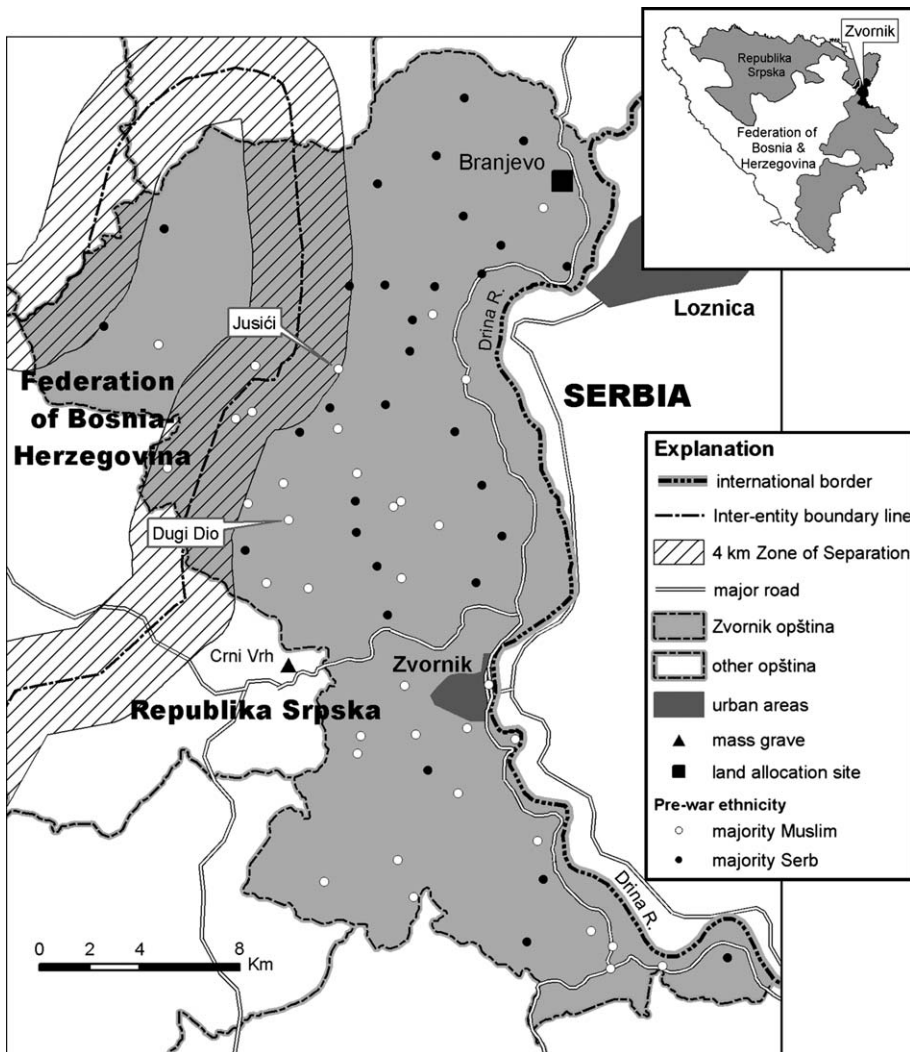 Zvornik
Republika
Srpska
Federation of
Bosnia &
Herzegovina
Branjevo
Loznica
Drina R.
Jusići
SERBIA
Federation
of Bosnia-
Herzegovina
Dugi Dio
Crni Vrh
Zvornik
Republika Srpska
Drina R.
0 2 4 8
Km
Explanation
international border
Inter-entity boundary line
4 km Zone of Separation
major road
Zvornik opština
other opština
urban areas
mass grave
land allocation site
Pre-war ethnicity
majority Muslim
majority Serb